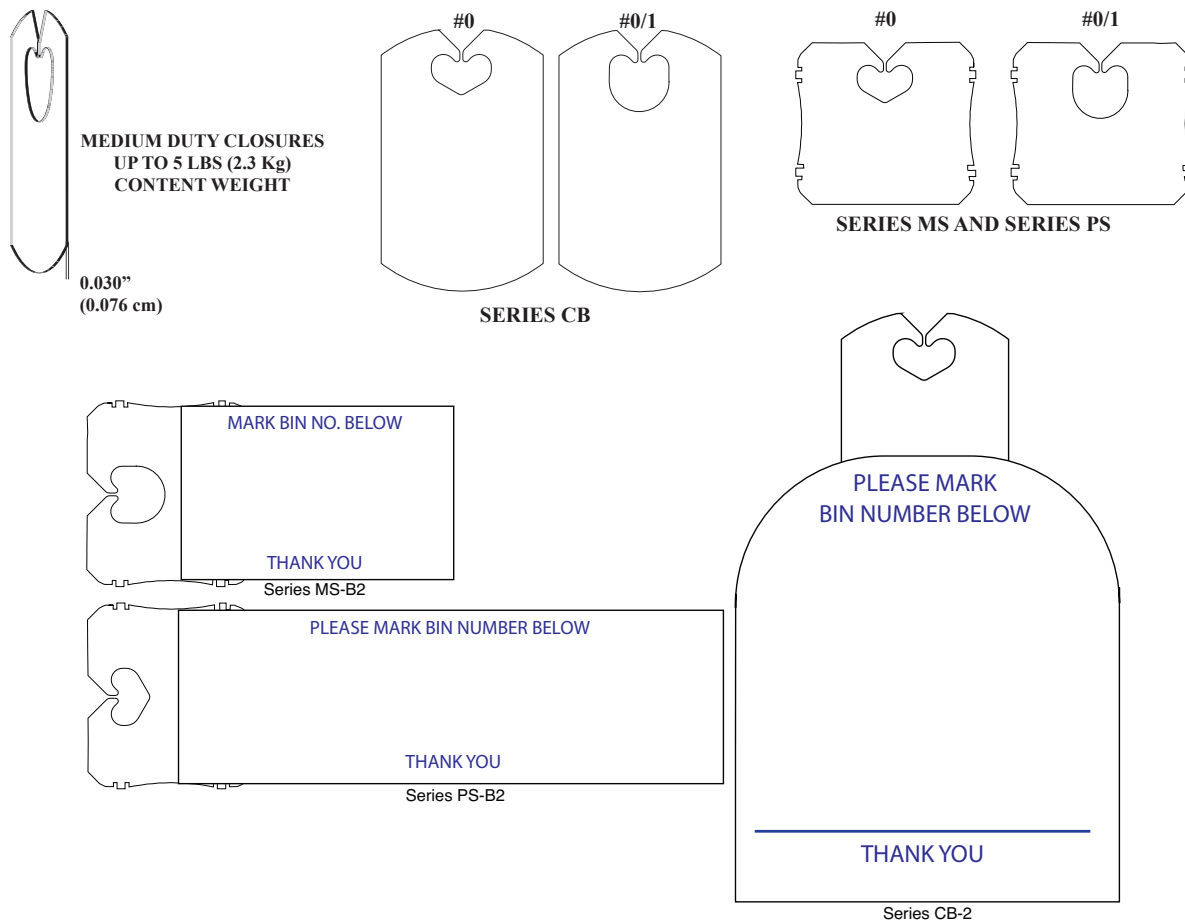 #0
#0/1
#0
#0/1
MEDIUM DUTY CLOSURES
UP TO 5 LBS (2.3 Kg)
CONTENT WEIGHT
0.030”
(0.076 cm)
SERIES CB
SERIES MS AND SERIES PS
MARK BIN NO. BELOW
THANK YOU
Series MS-B2
PLEASE MARK BIN NUMBER BELOW
THANK YOU
Series PS-B2
PLEASE MARK
BIN NUMBER BELOW
THANK YOU
Series CB-2